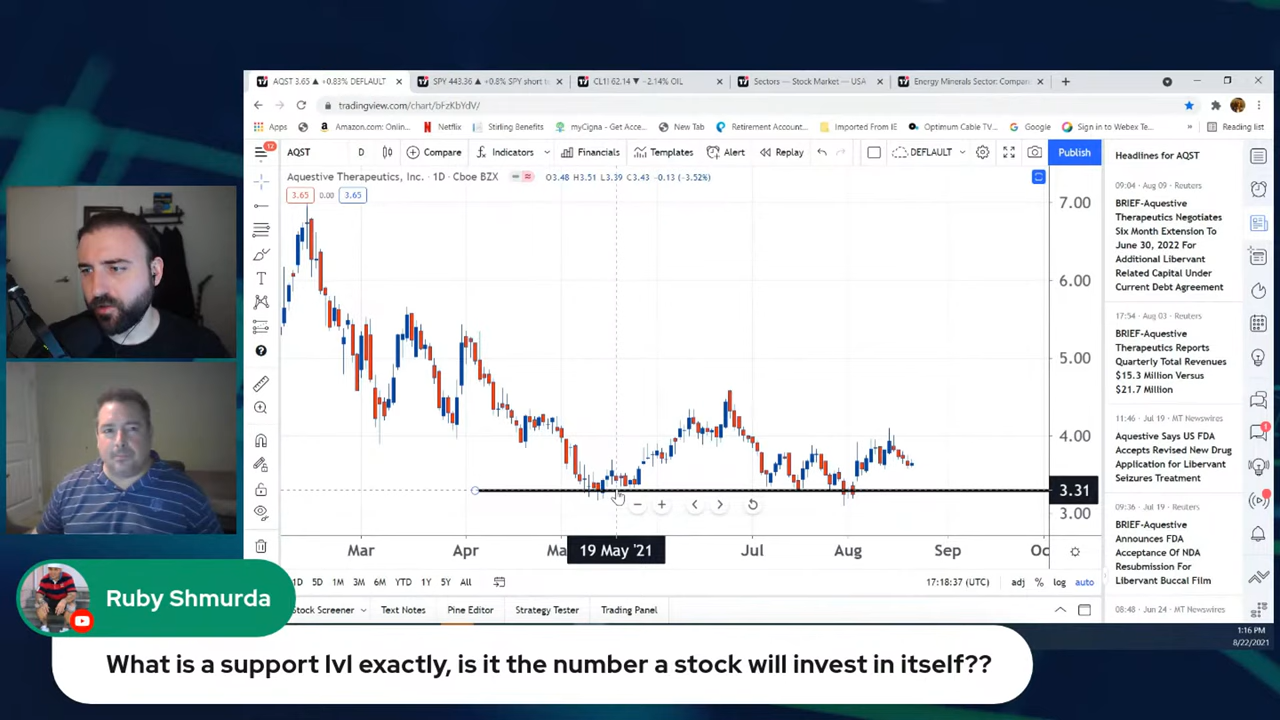 AQST 3.65 ▲ +0.83% DEFLAULT
SPY 443.36 ▲ +0.8% SPY short t
CL1! 62.14 ▼ -2.14% OIL
Sectors — Stock Market — USA
Energy Minerals Sector: Compan
tradingview.com/chart/bFzKbYdV/
Apps
Amazon.com: Onlin...
Netflix
Stirling Benefits
myCigna - Get Acce...
New Tab
Retirement Account...
Imported From IE
Optimum Cable TV...
Google
Sign in to Webex Te...
Reading list
12
AQST
D
Compare
Indicators
Financials
Templates
Alert
Replay
DEFLAULT
Publish
Aquestive Therapeutics, Inc. · 1D · Cboe BZX
O3.48 H3.51 L3.39 C3.43 -0.13 (-3.52%)
3.65
0.00
3.65
7.00
6.00
5.00
4.00
3.31
3.00
Mar
Apr
Ma
19 May '21
Jul
Aug
Sep
Oc
1D
5D
1M
3M
6M
YTD
1Y
5Y
All
17:18:37 (UTC)
adj
%
log
auto
Stock Screener
Text Notes
Pine Editor
Strategy Tester
Trading Panel
Headlines for AQST
09:04 · Aug 09 · Reuters
BRIEF-Aquestive
Therapeutics Negotiates
Six Month Extension To
June 30, 2022 For
Additional Libervant
Related Capital Under
Current Debt Agreement
17:54 · Aug 03 · Reuters
BRIEF-Aquestive
Therapeutics Reports
Quarterly Total Revenues
$15.3 Million Versus
$21.7 Million
11:46 · Jul 19 · MT Newswires
Aquestive Says US FDA
Accepts Revised New Drug
Application for Libervant
Seizures Treatment
09:36 · Jul 19 · Reuters
BRIEF-Aquestive
Announces FDA
Acceptance Of NDA
Resubmission For
Libervant Buccal Film
08:48 · Jun 24 · MT Newswires
1
1:16 PM
8/22/2021
Ruby Shmurda
What is a support lvl exactly, is it the number a stock will invest in itself??